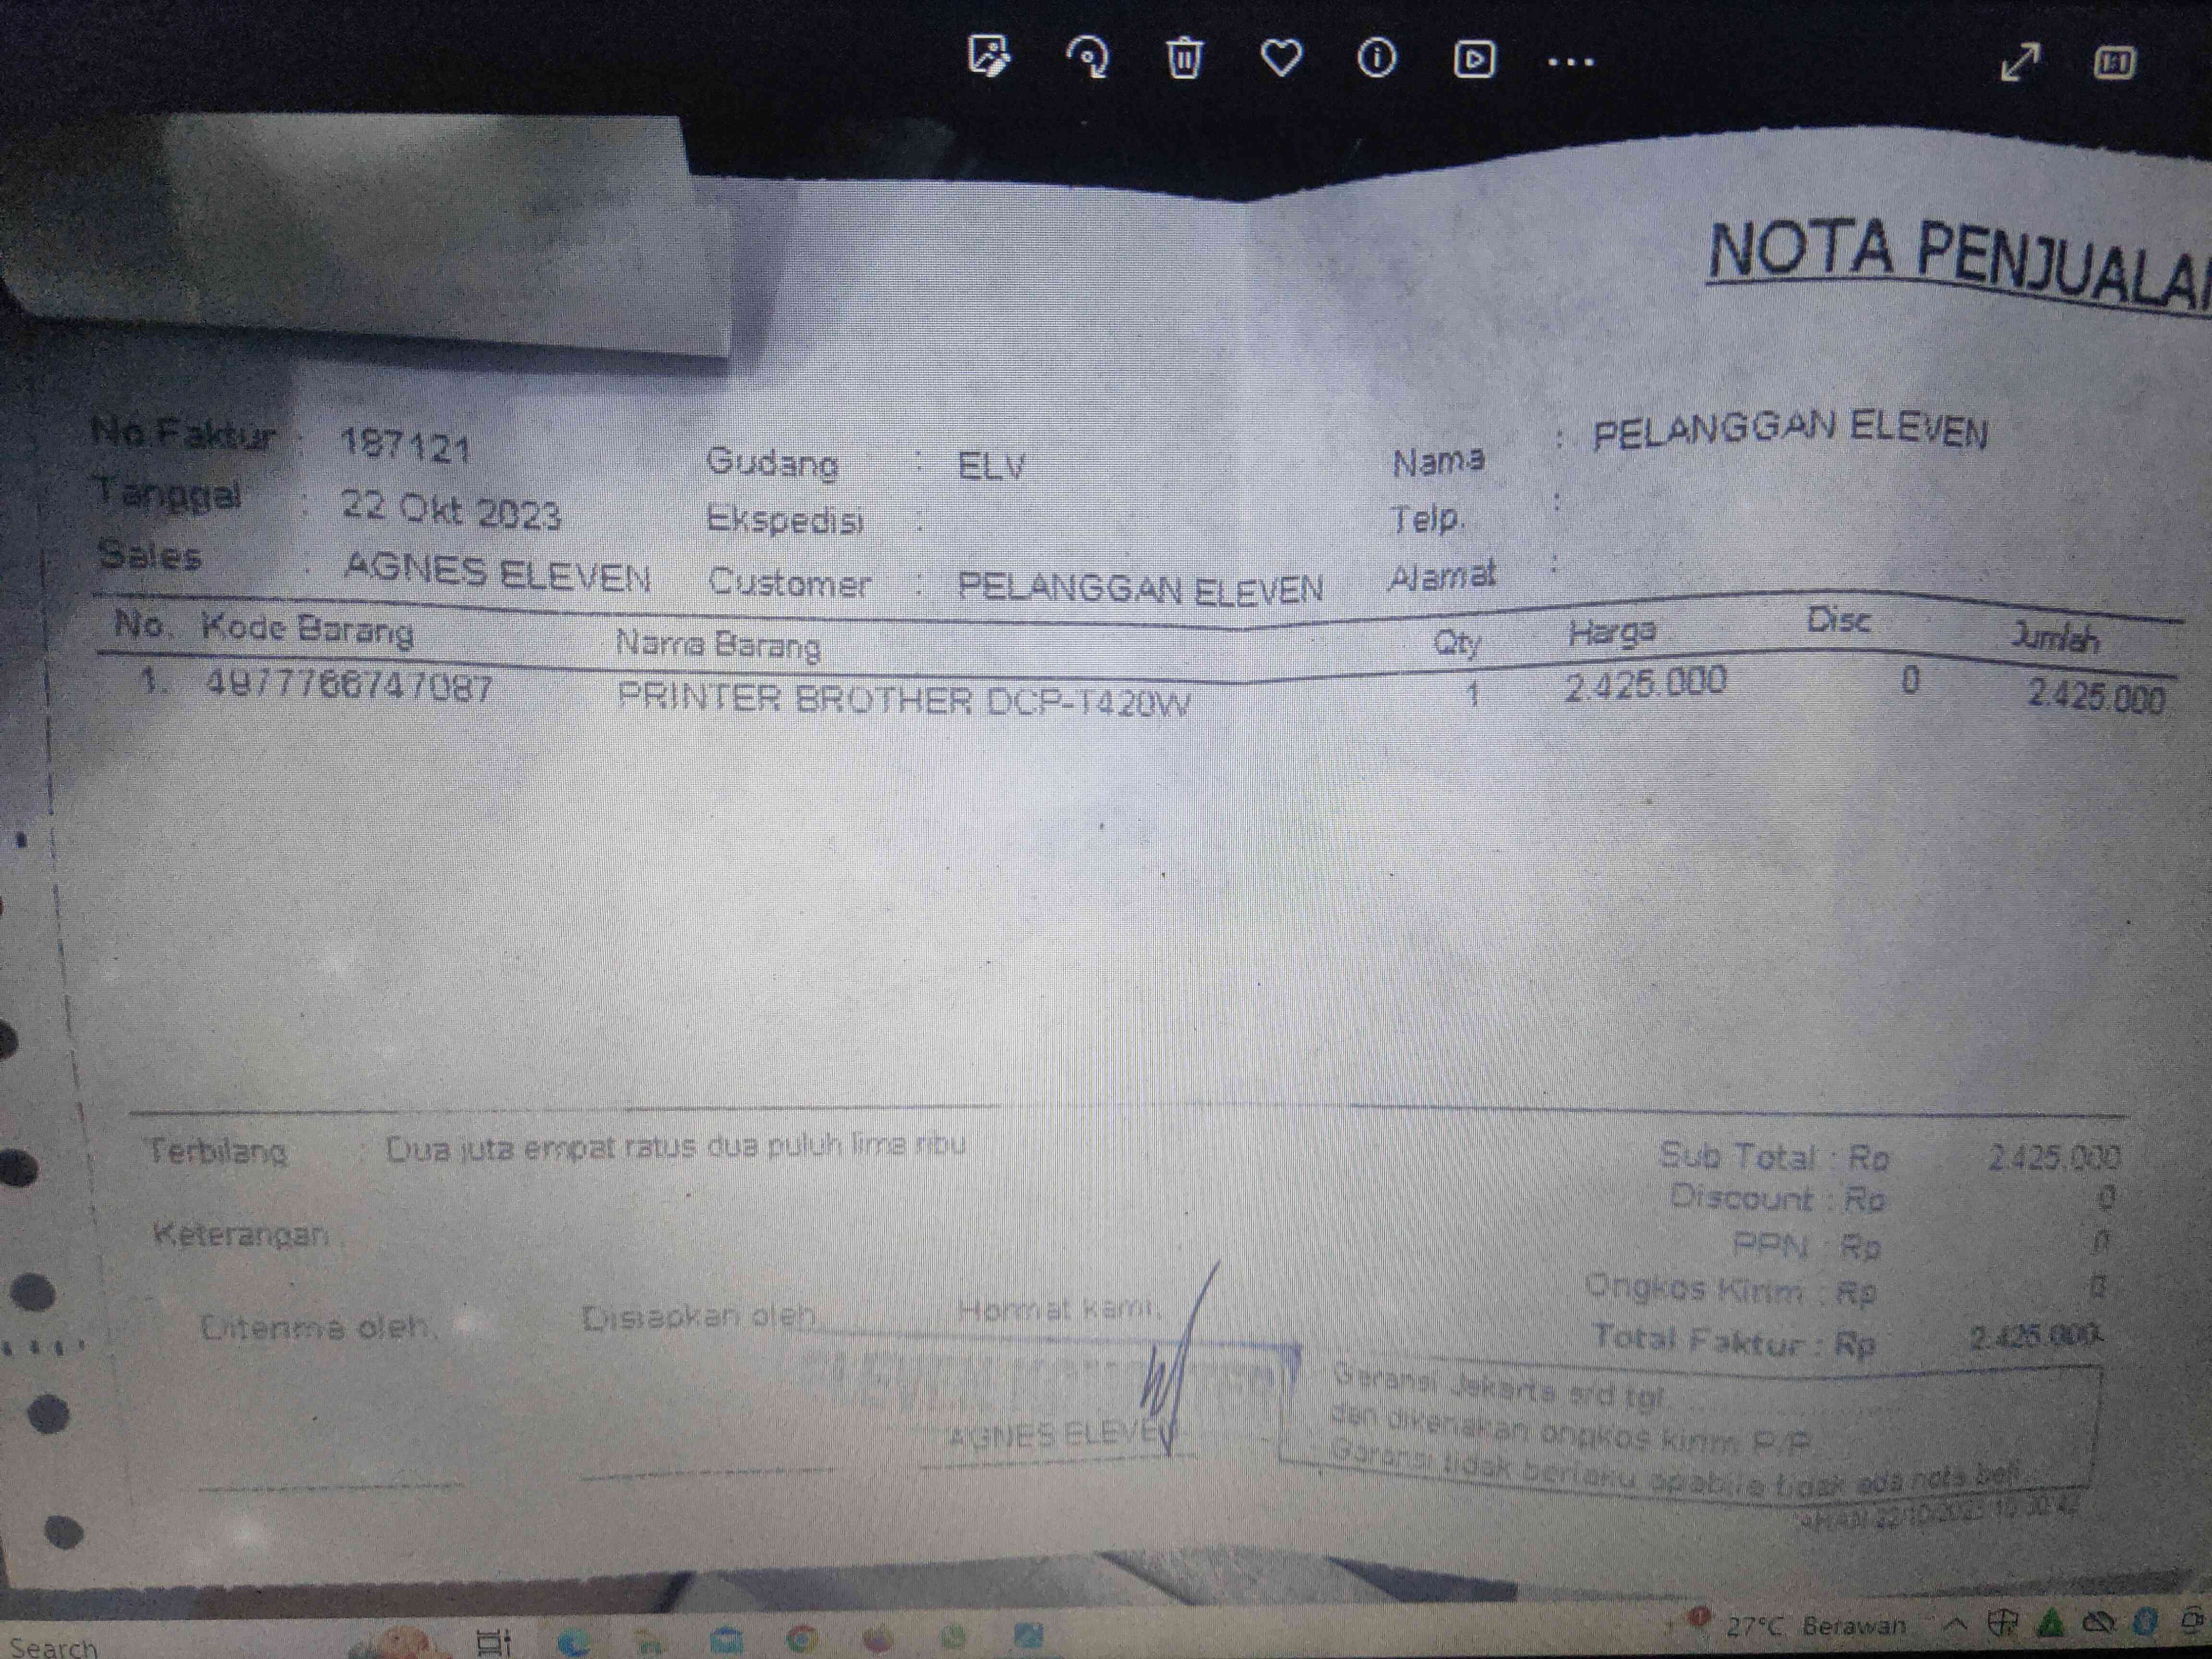 NOTA PENJUALAN
No.Faktur : 187121
Tanggal : 22 Okt 2023
Sales : AGNES ELEVEN
Gudang : ELV
Ekspedisi :
Customer : PELANGGAN ELEVEN
Nama : PELANGGAN ELEVEN
Telp. :
Alamat :
No. Kode Barang Nama Barang Qty Harga Disc Jumlah
1. 4977766747087 PRINTER BROTHER DCP-T420W 1 2.425.000 0 2.425.000
Terbilang : Dua juta empat ratus dua puluh lima ribu
Keterangan
Sub Total : Rp 2.425.000
Discount : Rp 0
PPN : Rp 0
Ongkos Kirim : Rp 0
Total Faktur : Rp 2.425.000
Diterima oleh,
Disiapkan oleh
Hormat kami,
AGNES ELEVEN
Garansi Jakarta s/d tgl.
dan dikenakan ongkos kirim P/P
Garansi tidak berlaku apabila tidak ada nota beli
Search
27°C Berawan